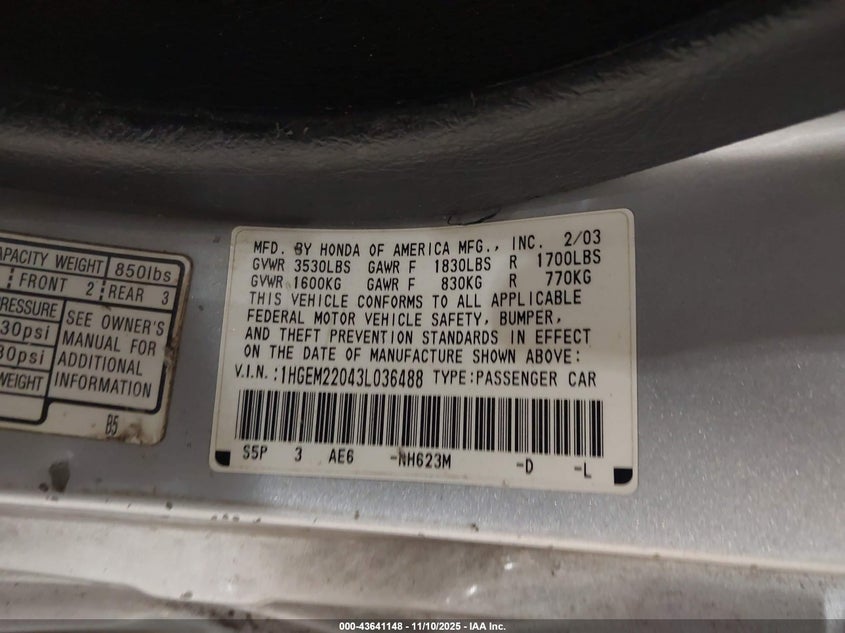 APACITY WEIGHT 850lbs
FRONT 2 REAR 3
PRESSURE
30psi
30psi
WEIGHT
SEE OWNER'S
MANUAL FOR
ADDITIONAL
INFORMATION
B5
MFD. BY HONDA OF AMERICA MFG., INC. 2/03
GVWR 3530LBS GAWR F 1830LBS R 1700LBS
GVWR 1600KG GAWR F 830KG R 770KG
THIS VEHICLE CONFORMS TO ALL APPLICABLE
FEDERAL MOTOR VEHICLE SAFETY, BUMPER,
AND THEFT PREVENTION STANDARDS IN EFFECT
ON THE DATE OF MANUFACTURE SHOWN ABOVE:
V.I.N.:1HGEM22043L036488 TYPE:PASSENGER CAR
S5P 3 AE6 -NH623M -D -L
000-43641148 - 11/10/2025 - IAA Inc.